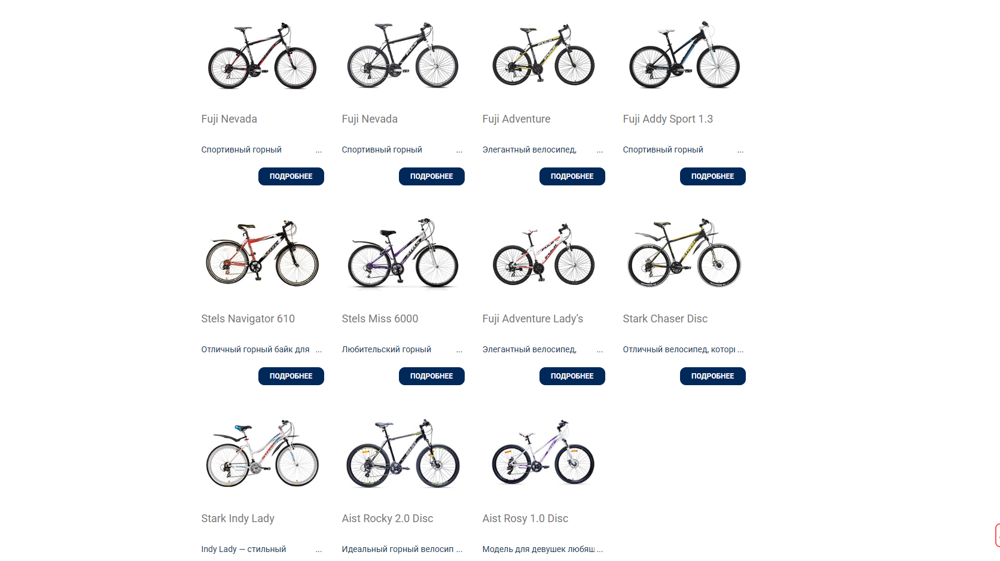 Fuji Nevada
Fuji Nevada
Fuji Adventure
Fuji Addy Sport 1.3
Спортивный горный ...
Спортивный горный ...
Элегантный велосипед, ...
Спортивный горный ...
ПОДРОБНЕЕ
ПОДРОБНЕЕ
ПОДРОБНЕЕ
ПОДРОБНЕЕ
Stels Navigator 610
Stels Miss 6000
Fuji Adventure Lady’s
Stark Chaser Disc
Отличный горный байк для ...
Любительский горный ...
Элегантный велосипед, ...
Отличный велосипед, которы ...
ПОДРОБНЕЕ
ПОДРОБНЕЕ
ПОДРОБНЕЕ
ПОДРОБНЕЕ
Stark Indy Lady
Aist Rocky 2.0 Disc
Aist Rosy 1.0 Disc
Indy Lady — стильный ...
Идеальный горный велосип ...
Модель для девушек любящ ...